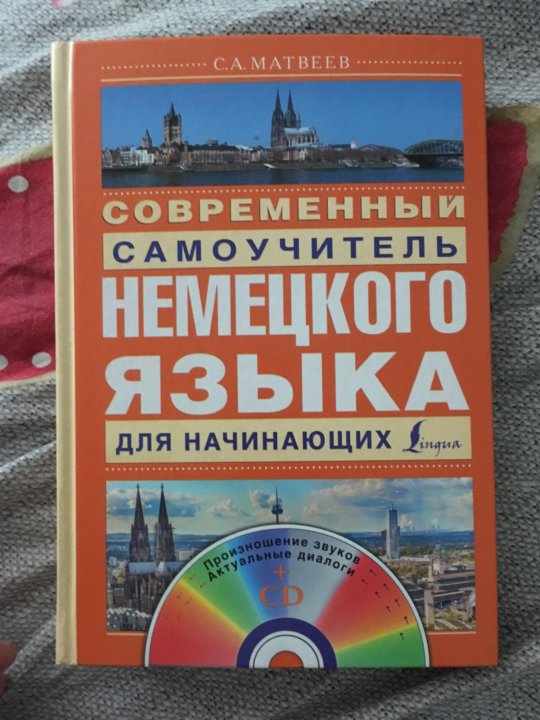 С.А. МАТВЕЕВ
СОВРЕМЕННЫЙ
САМОУЧИТЕЛЬ
НЕМЕЦКОГО
ЯЗЫКА
ДЛЯ НАЧИНАЮЩИХ Lingua
Произношение звуков
Актуальные диалоги
+
CD